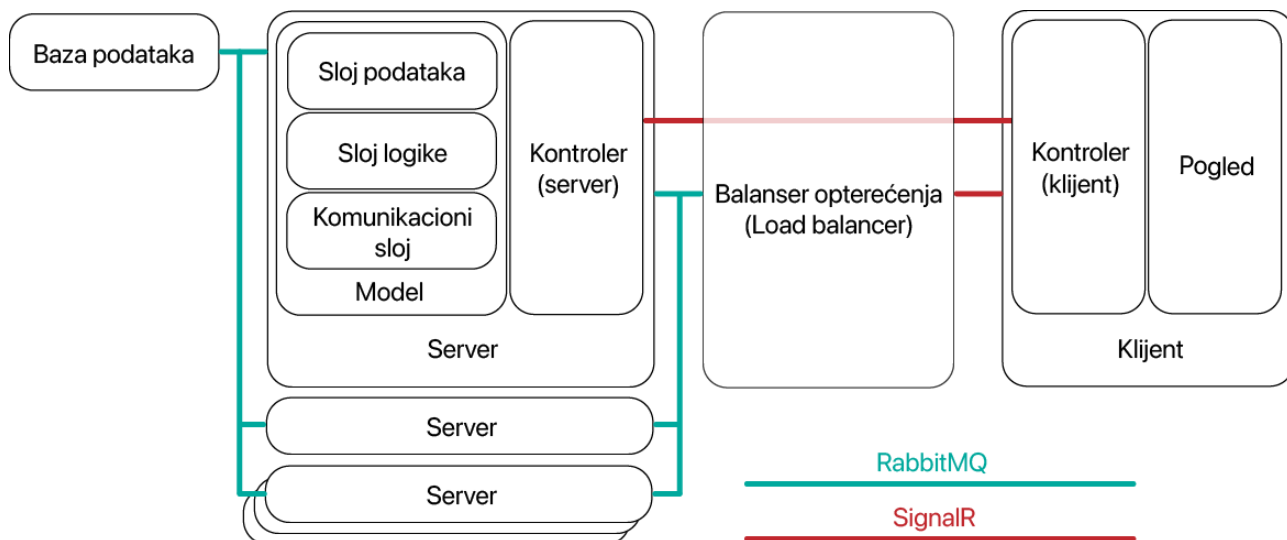 Baza podataka
Sloj podataka
Sloj logike
Komunikacioni
sloj
Model
Kontroler
(server)
Server
Balanser opterećenja
(Load balancer)
Kontroler
(klijent)
Pogled
Klijent
Server
Server
RabbitMQ
SignalR